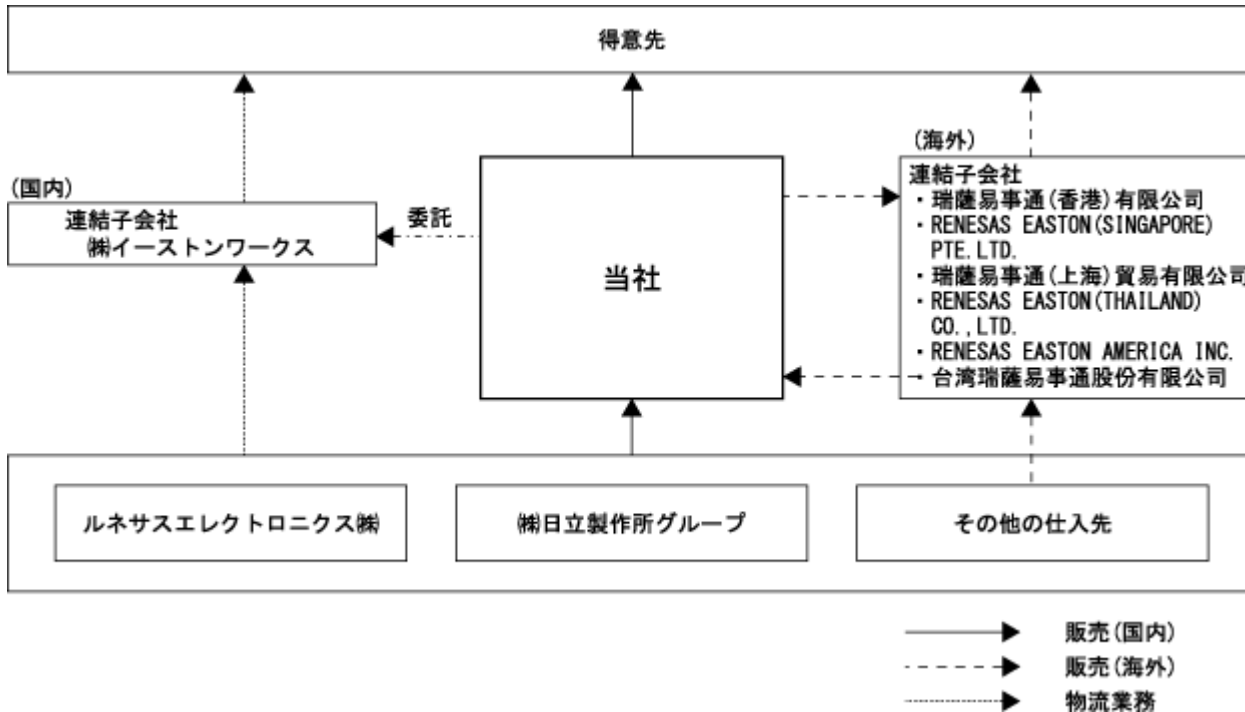 得意先
(国内)
連結子会社
㈱イーストンワークス
委託
当社
(海外)
連結子会社
・瑞薩易事通(香港)有限公司
・RENESAS EASTON(SINGAPORE)
PTE.LTD.
・瑞薩易事通(上海)貿易有限公司
・RENESAS EASTON(THAILAND)
CO.,LTD.
・RENESAS EASTON AMERICA INC.
・台湾瑞薩易事通股份有限公司
ルネサスエレクトロニクス㈱
㈱日立製作所グループ
その他の仕入先
販売(国内)
販売(海外)
物流業務